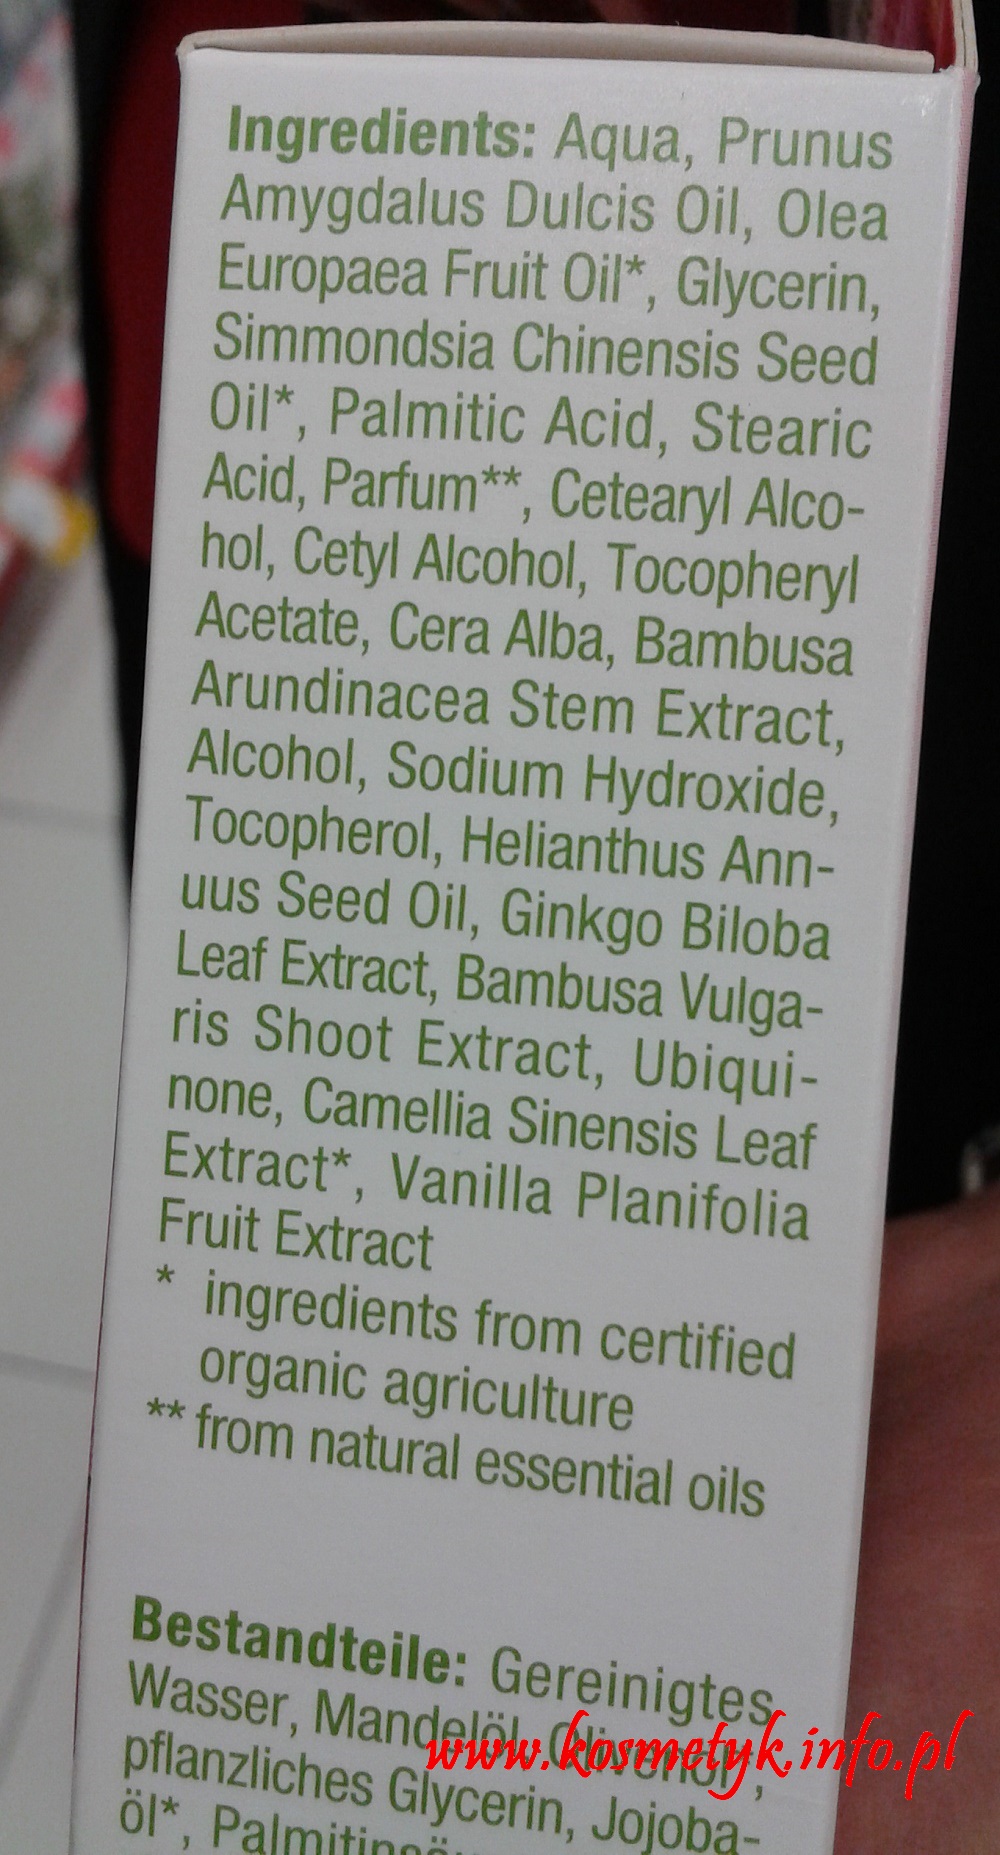 Ingredients: Aqua, Prunus
Amygdalus Dulcis Oil, Olea
Europaea Fruit Oil*, Glycerin,
Simmondsia Chinensis Seed
Oil*, Palmitic Acid, Stearic
Acid, Parfum**, Cetearyl Alco-
hol, Cetyl Alcohol, Tocopheryl
Acetate, Cera Alba, Bambusa
Arundinacea Stem Extract,
Alcohol, Sodium Hydroxide,
Tocopherol, Helianthus Ann-
uus Seed Oil, Ginkgo Biloba
Leaf Extract, Bambusa Vulga-
ris Shoot Extract, Ubiqui-
none, Camellia Sinensis Leaf
Extract*, Vanilla Planifolia
Fruit Extract
* ingredients from certified
organic agriculture
** from natural essential oils
Bestandteile: Gereinigtes
Wasser, Mandelöl,
www.kosmetyk.info.pl
pflanzliches Glycerin, Jojoba-
öl*,